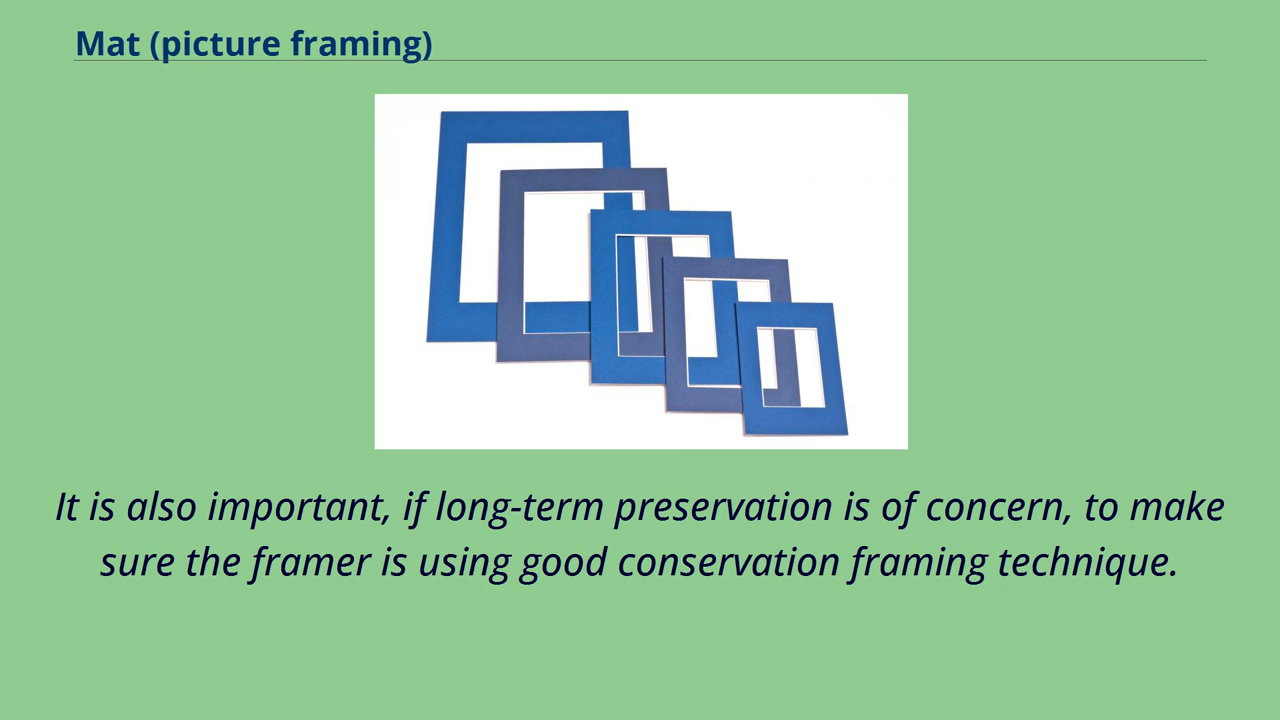 Mat (picture framing)
It is also important, if long-term preservation is of concern, to make
sure the framer is using good conservation framing technique.